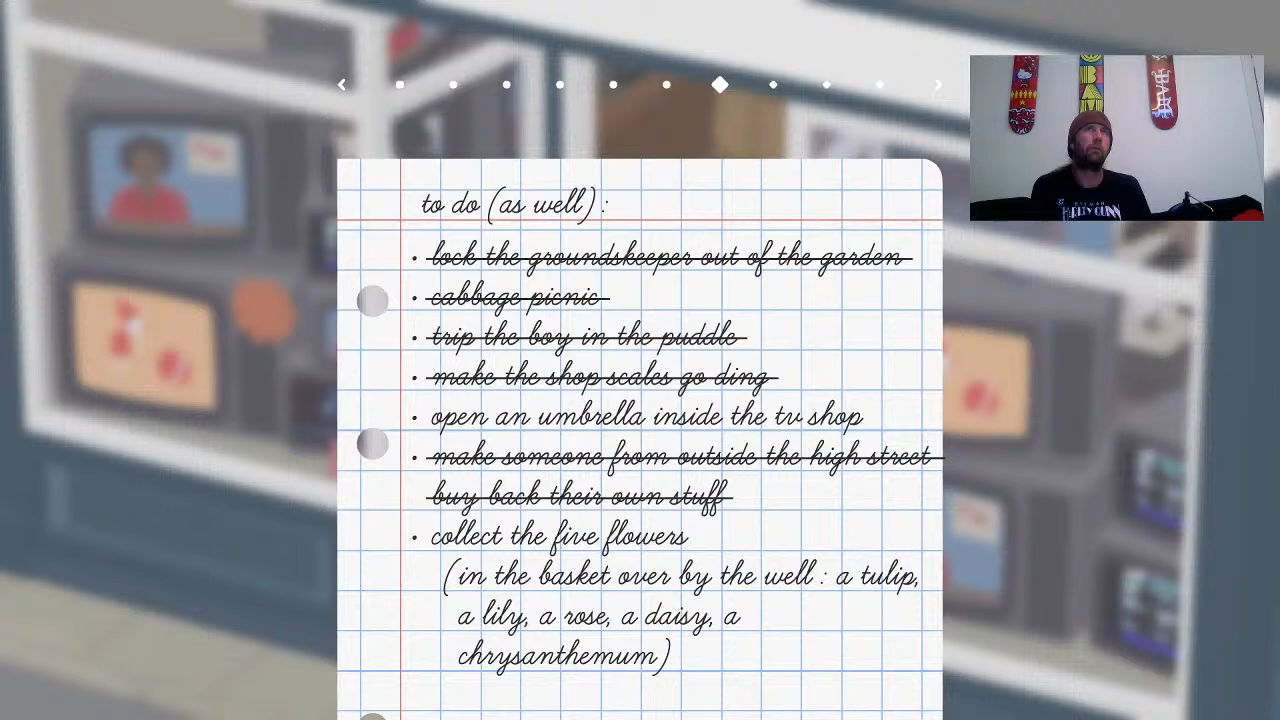 to do (as well) :
• lock the groundskeeper out of the garden
• cabbage picnic
• trip the boy in the puddle
• make the shop scales go ding
• open an umbrella inside the tv shop
• make someone from outside the high street
buy back their own stuff
• collect the five flowers
(in the basket over by the well : a tulip,
a lily, a rose, a daisy, a
chrysanthemum)